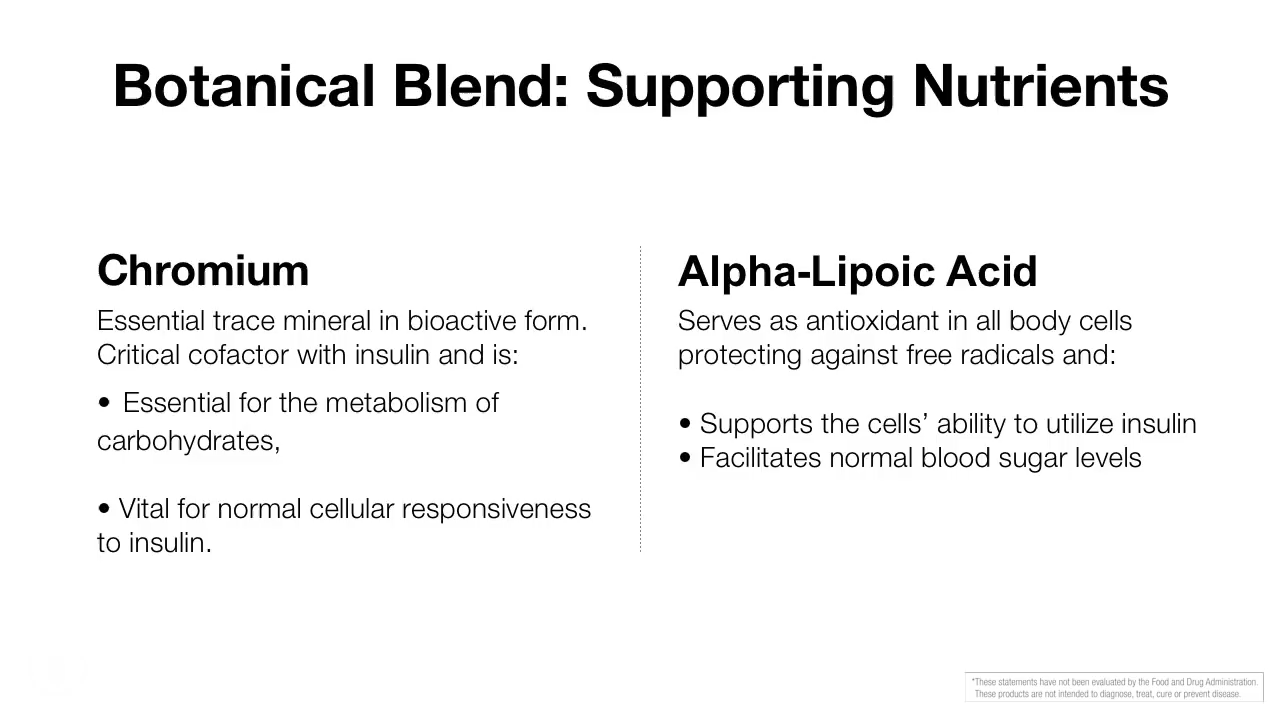 Botanical Blend: Supporting Nutrients
Chromium
Essential trace mineral in bioactive form.
Critical cofactor with insulin and is:
• Essential for the metabolism of
carbohydrates,
• Vital for normal cellular responsiveness
to insulin.
Alpha-Lipoic Acid
Serves as antioxidant in all body cells
protecting against free radicals and:
• Supports the cells’ ability to utilize insulin
• Facilitates normal blood sugar levels
*These statements have not been evaluated by the Food and Drug Administration.
These products are not intended to diagnose, treat, cure or prevent disease.